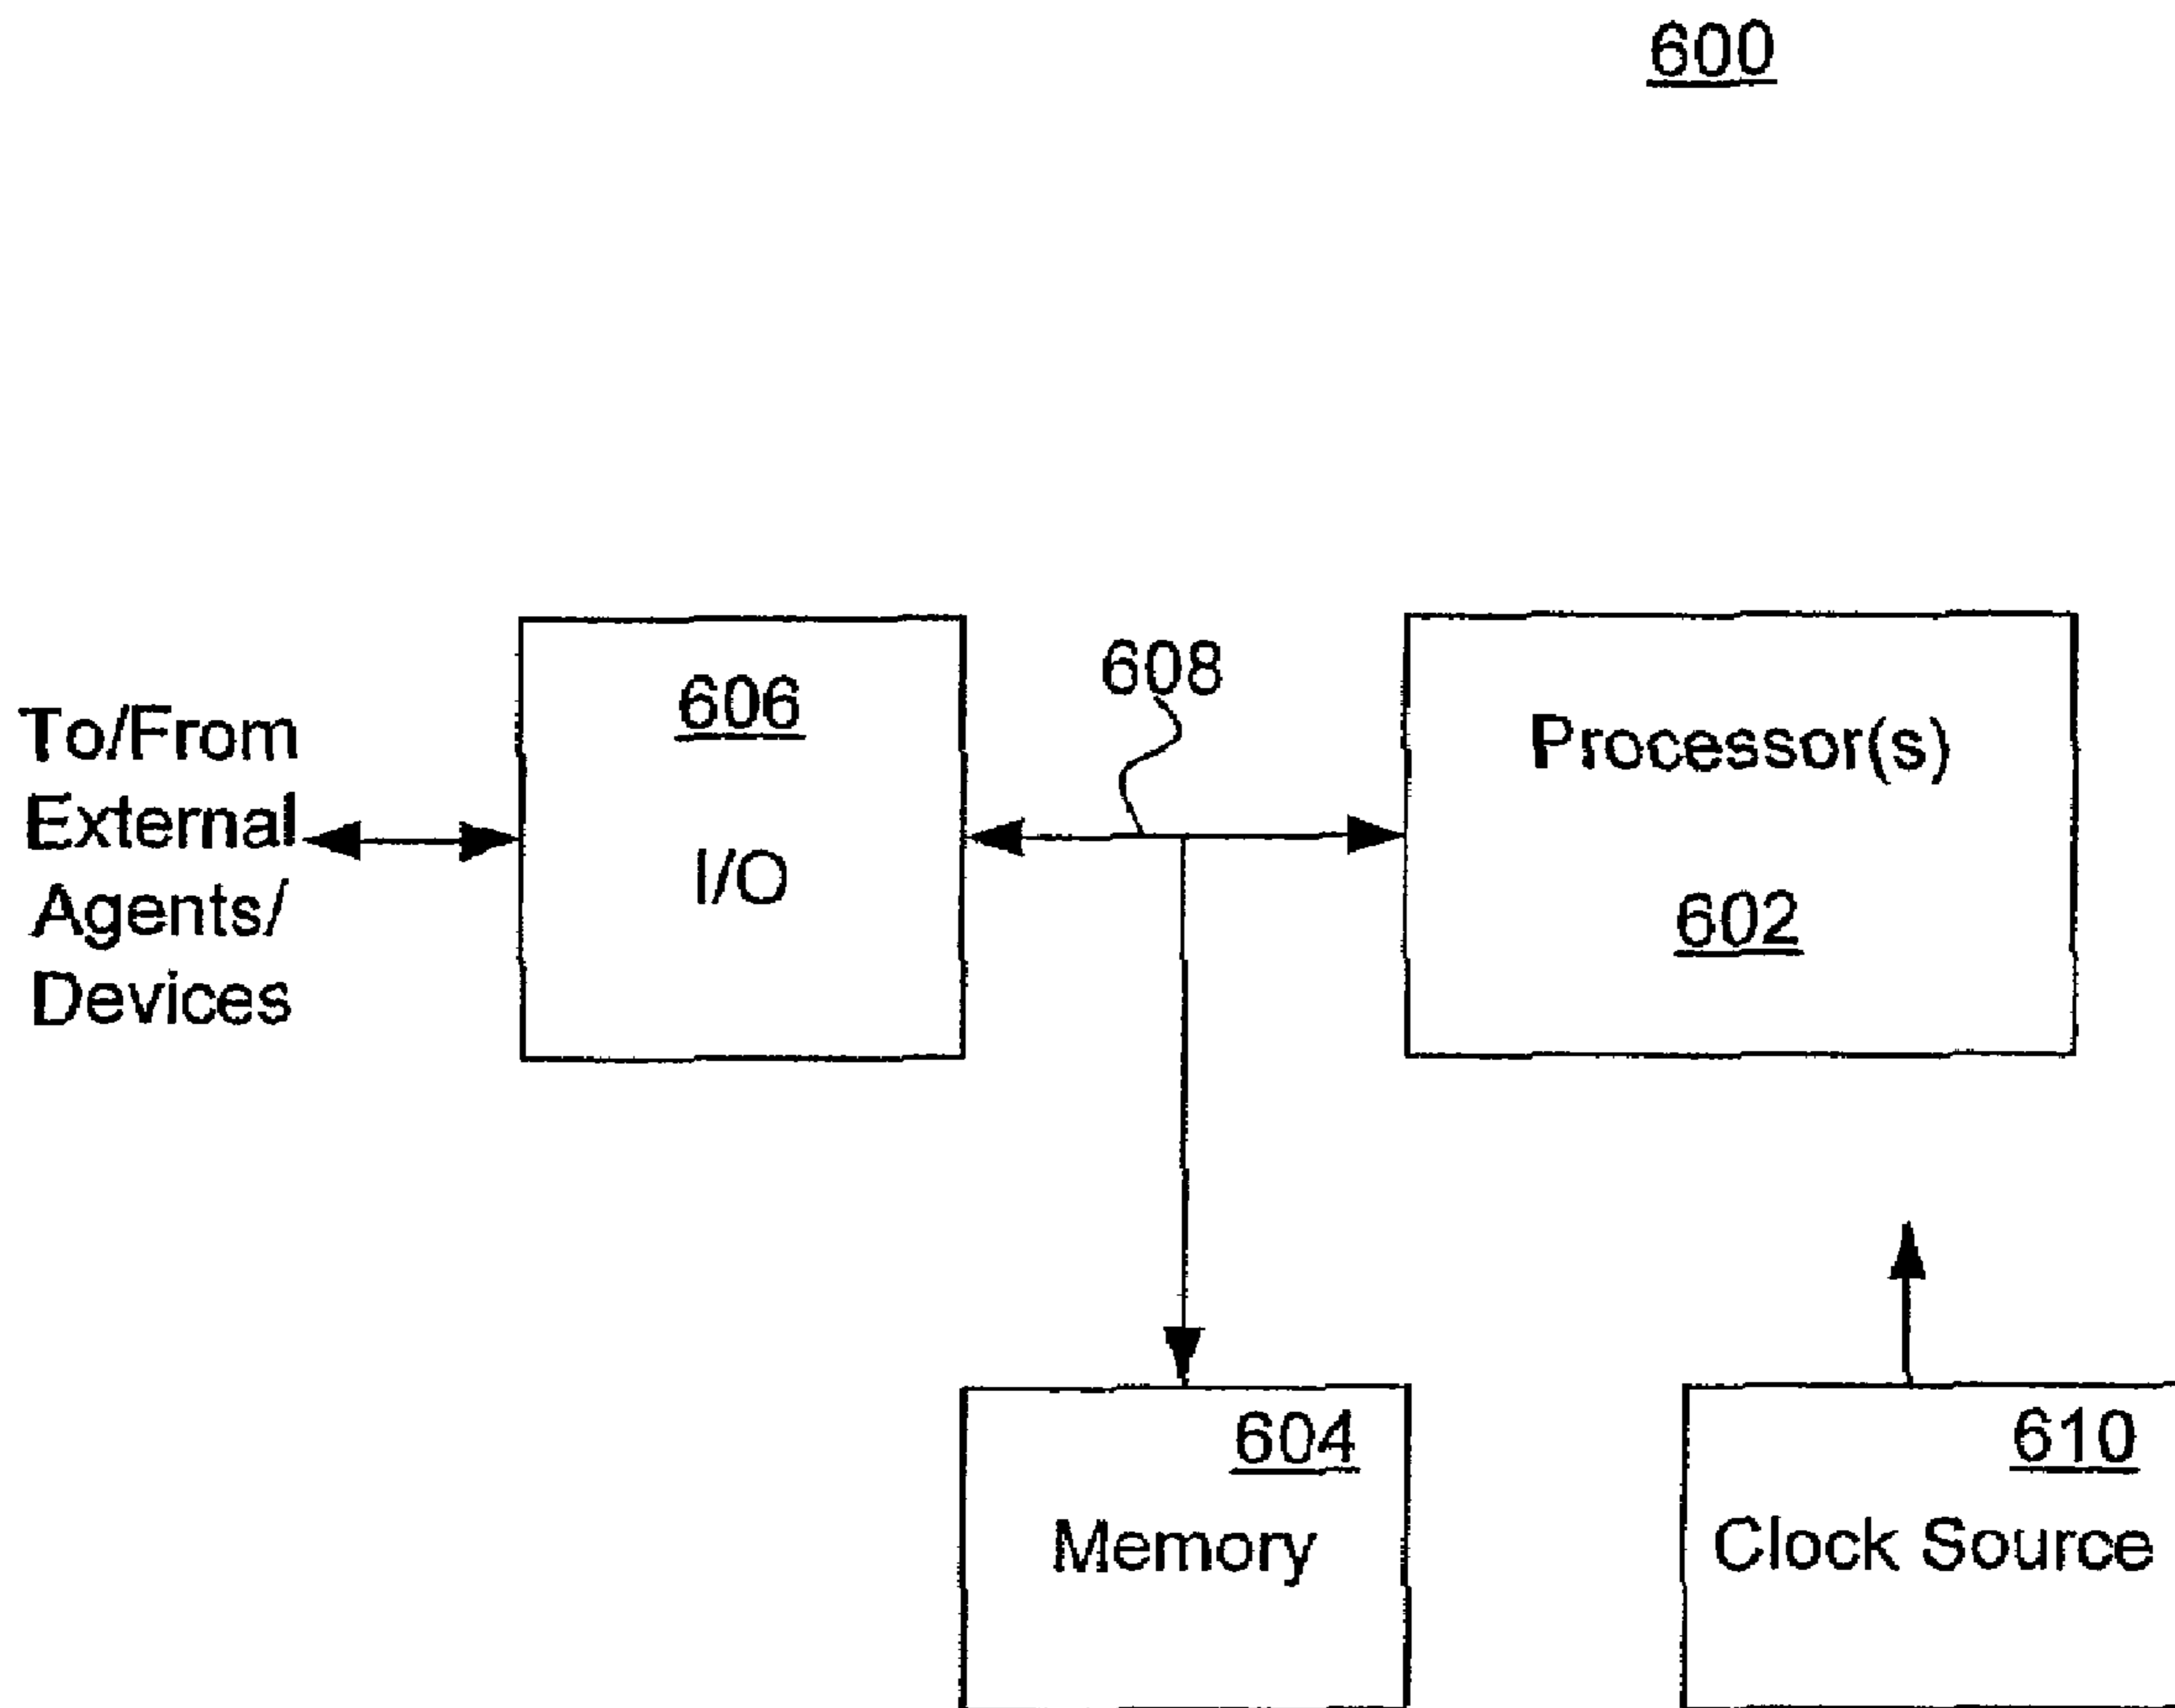 600
606
608
Processor(s)
To/From
External
Agents/
Devices
I/O
602
604
610
Memory
Clock Source